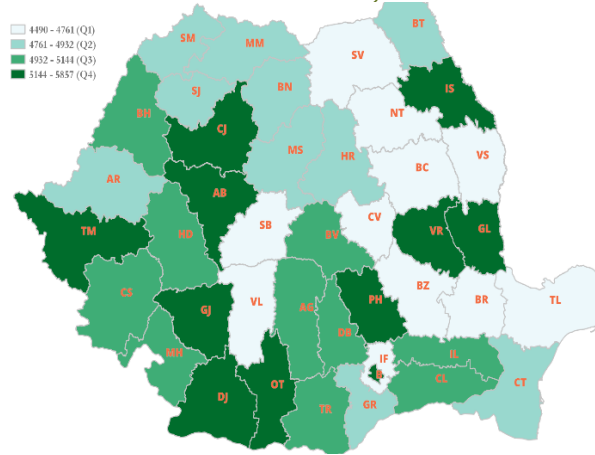 4490 - 4761 (Q1)
4761 - 4932 (Q2)
4932 - 5144 (Q3)
5144 - 5857 (Q4)
BT
SM
MM
SV
IS
SJ
BN
BH
NT
CJ
MS
HR
BC
VS
AR
AB
SB
CV
TM
HD
BV
VR
GL
CS
GJ
VL
AG
PH
BZ
BR
TL
DB
MH
IF
IL
B
CL
CT
DJ
OT
TR
GR